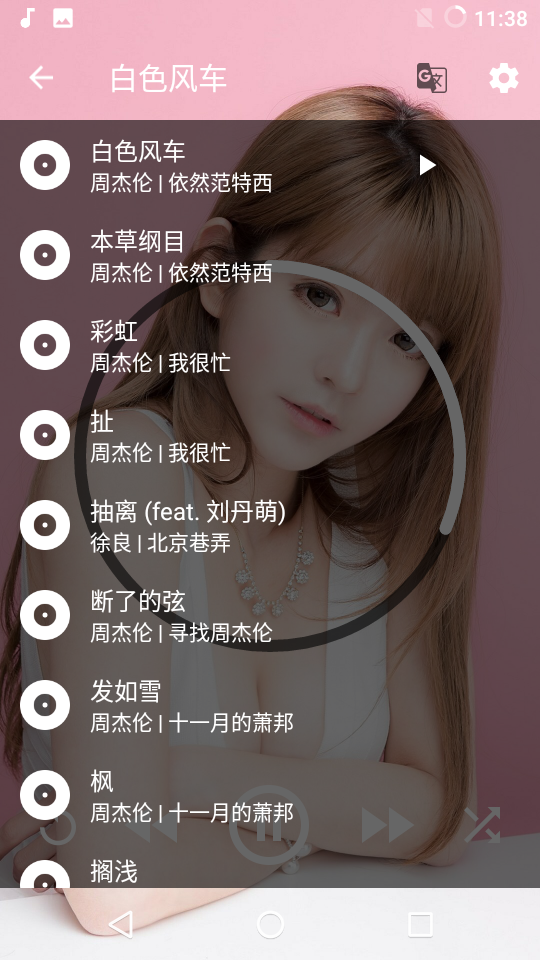 11:38
白色风车
白色风车
周杰伦 | 依然范特西
本草纲目
周杰伦 | 依然范特西
彩虹
周杰伦 | 我很忙
扯
周杰伦 | 我很忙
抽离 (feat. 刘丹萌)
徐良 | 北京巷弄
断了的弦
周杰伦 | 寻找周杰伦
发如雪
周杰伦 | 十一月的萧邦
枫
周杰伦 | 十一月的萧邦
搁浅